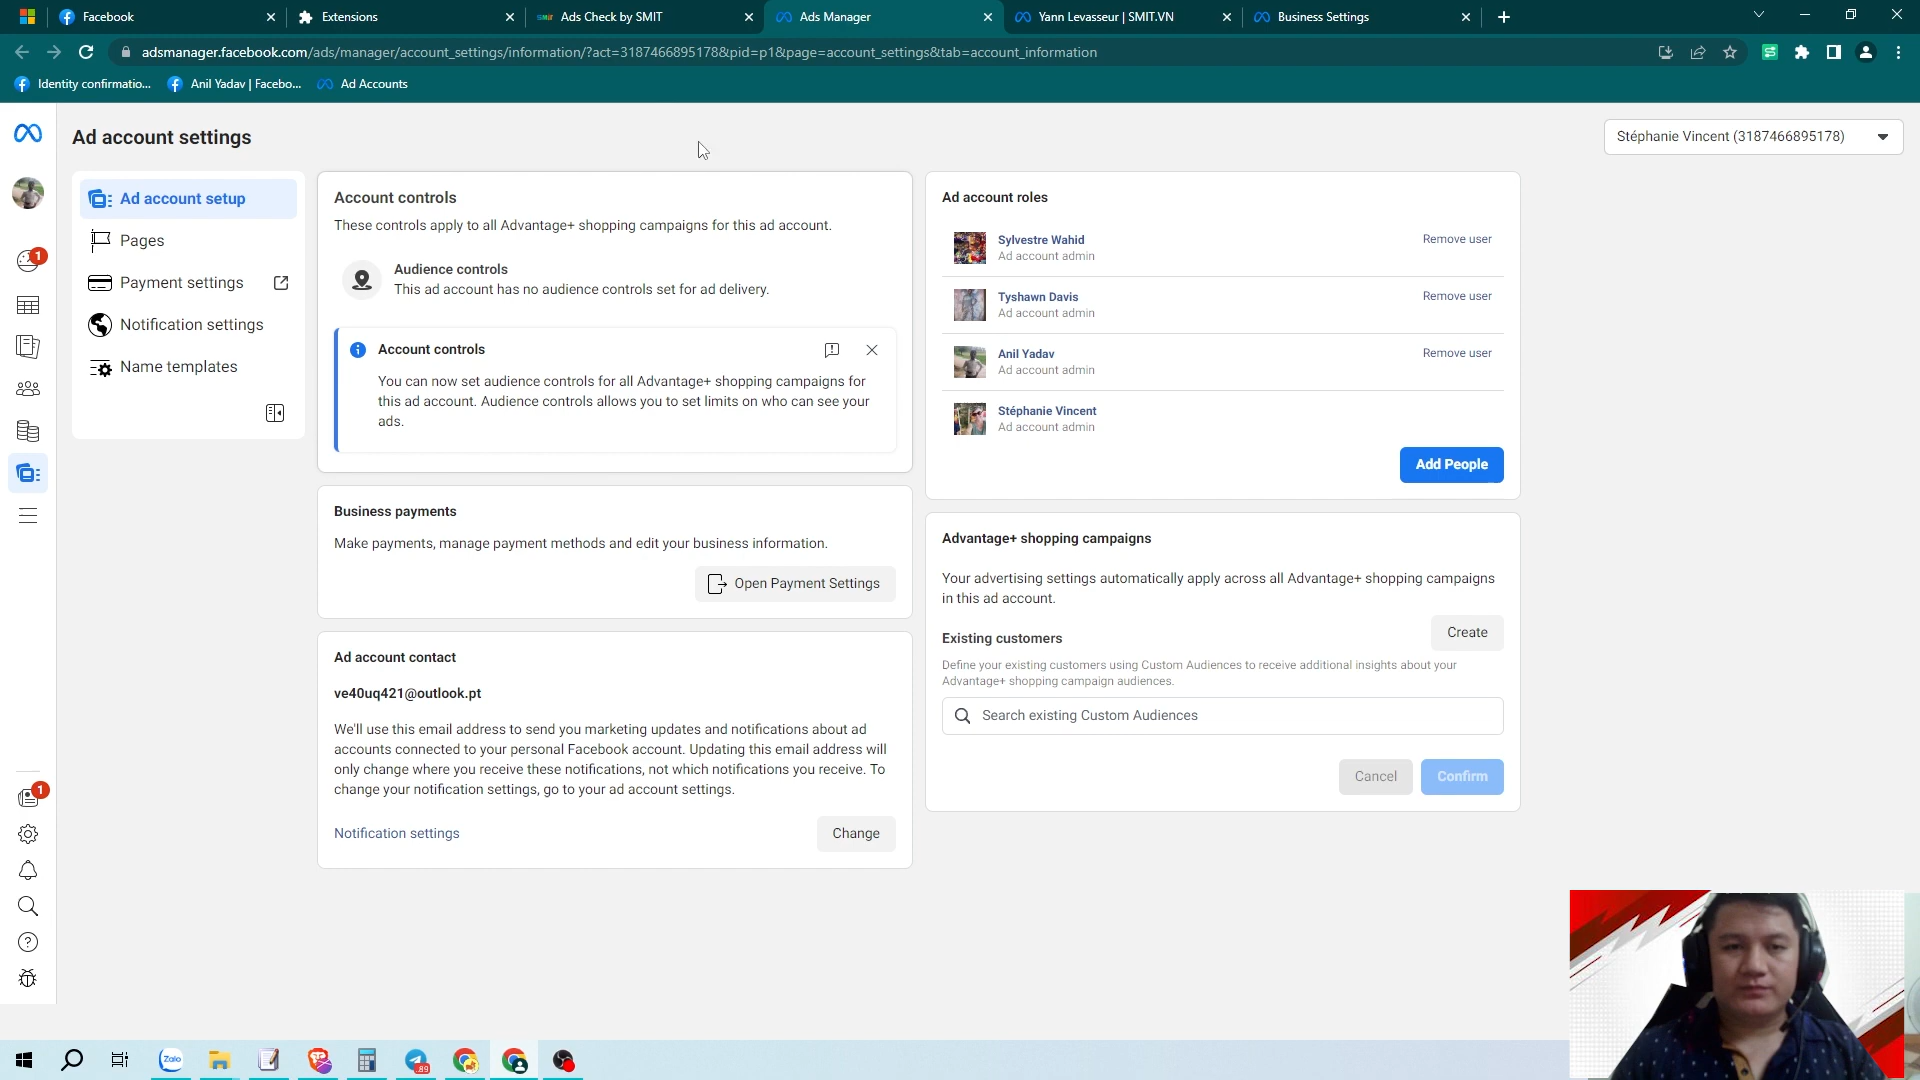 Facebook
Extensions
SMIT Ads Check by SMIT
Ads Manager
Yann Levasseur | SMIT.VN
Business Settings
adsmanager.facebook.com/ads/manager/account_settings/information/?act=3187466895178&pid=p1&page=account_settings&tab=account_information
Identity confirmatio...
Anil Yadav | Facebo...
Ad Accounts
Ad account settings
Stéphanie Vincent (3187466895178)
Ad account setup
Pages
Payment settings
Notification settings
Name templates
1
1
Account controls
These controls apply to all Advantage+ shopping campaigns for this ad account.
Audience controls
This ad account has no audience controls set for ad delivery.
Account controls
You can now set audience controls for all Advantage+ shopping campaigns for
this ad account. Audience controls allows you to set limits on who can see your
ads.
Business payments
Make payments, manage payment methods and edit your business information.
Open Payment Settings
Ad account contact
ve40uq421@outlook.pt
We'll use this email address to send you marketing updates and notifications about ad
accounts connected to your personal Facebook account. Updating this email address will
only change where you receive these notifications, not which notifications you receive. To
change your notification settings, go to your ad account settings.
Notification settings
Change
Ad account roles
Sylvestre Wahid
Ad account admin
Remove user
Tyshawn Davis
Ad account admin
Remove user
Anil Yadav
Ad account admin
Remove user
Stéphanie Vincent
Ad account admin
Add People
Advantage+ shopping campaigns
Your advertising settings automatically apply across all Advantage+ shopping campaigns
in this ad account.
Existing customers
Create
Define your existing customers using Custom Audiences to receive additional insights about your
Advantage+ shopping campaign audiences.
Search existing Custom Audiences
Cancel
Confirm
Zalo
89